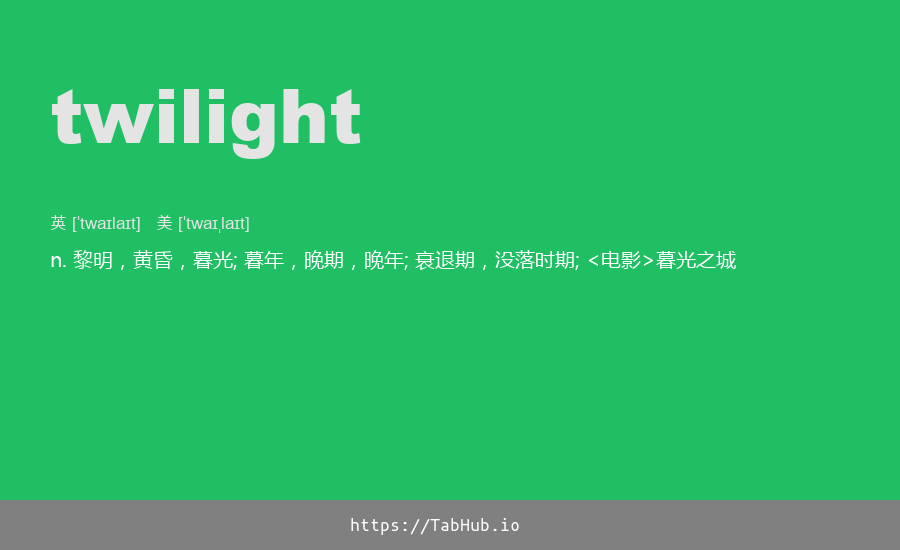 twilight
英 [ˈtwaɪlaɪt] 美 [ˈtwaɪˌlaɪt]
n. 黎明，黄昏，暮光; 暮年，晚期，晚年; 衰退期，没落时期; <电影>暮光之城
https://TabHub.io